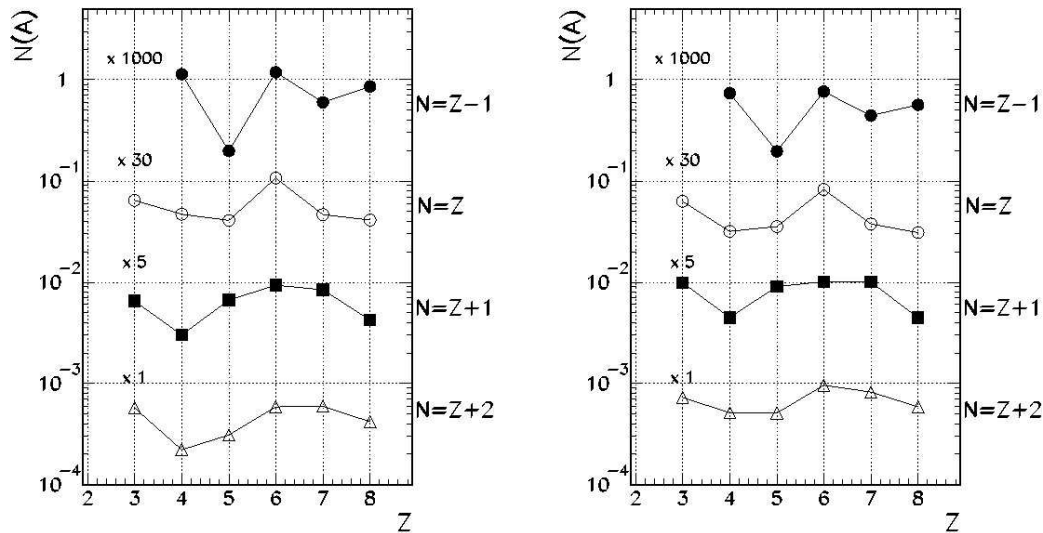 N(A)
x 1000
1
N=Z-1
x 30
10⁻¹
N=Z
x 5
10⁻²
N=Z+1
x 1
10⁻³
N=Z+2
10⁻⁴
2 3 4 5 6 7 8
Z
N(A)
x 1000
1
N=Z-1
x 30
10⁻¹
N=Z
x 5
10⁻²
N=Z+1
x 1
10⁻³
N=Z+2
10⁻⁴
2 3 4 5 6 7 8
Z